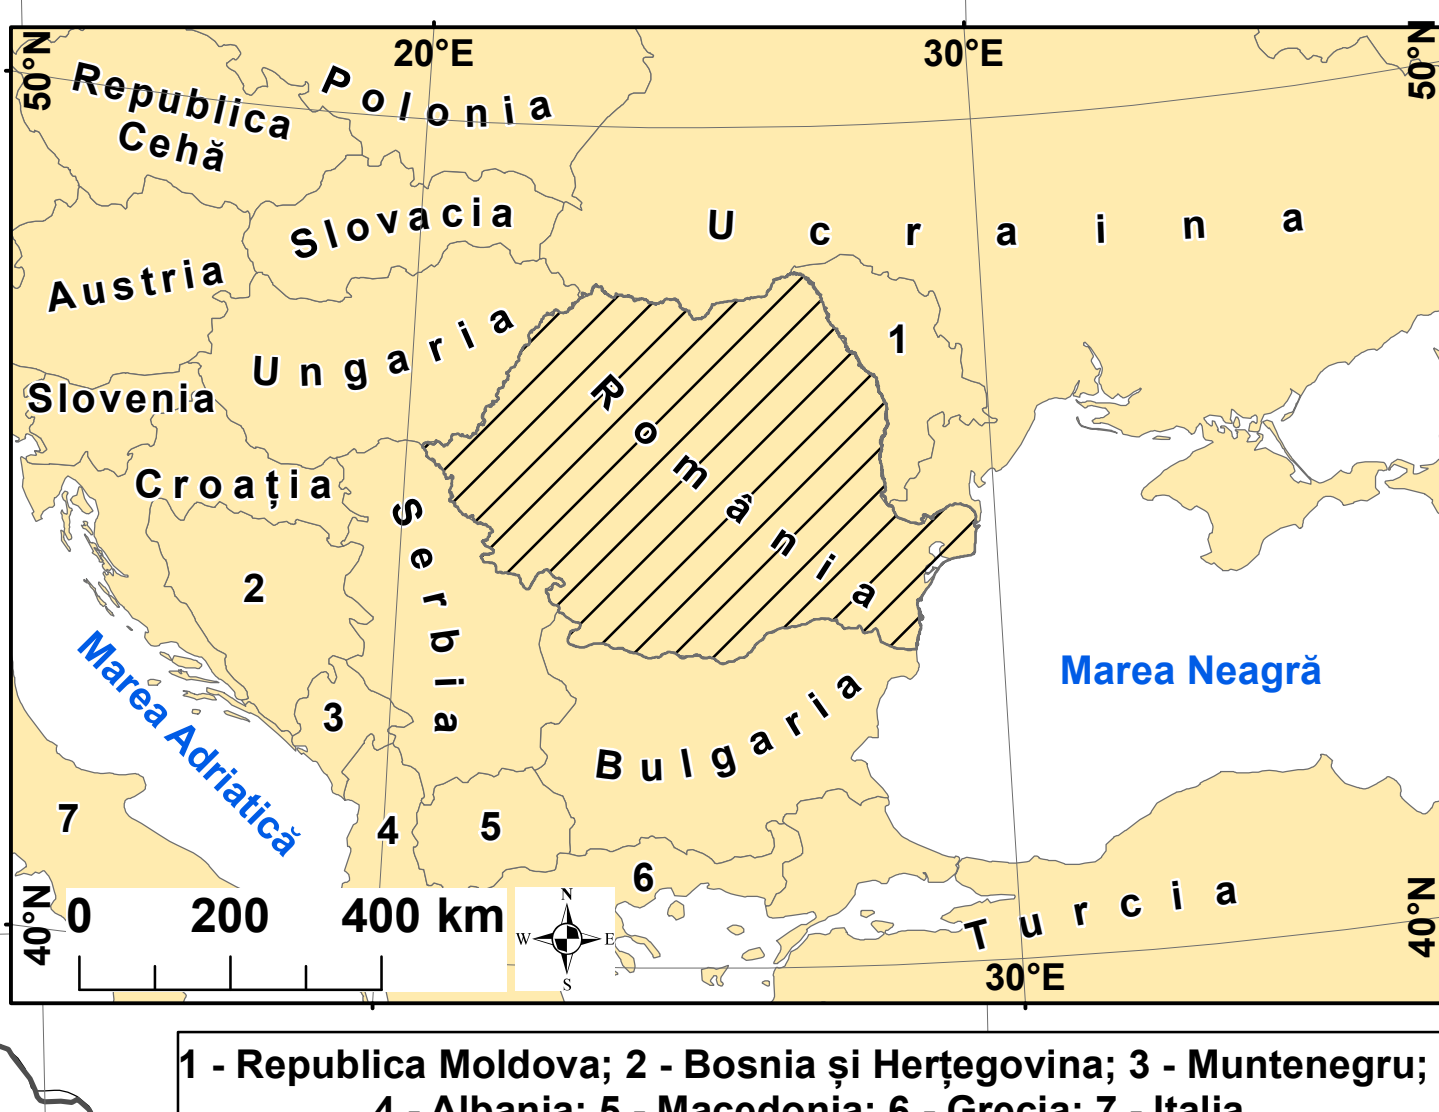 20°E
30°E
50°N
50°N
Republica
Cehă
Polonia
Slovacia
Ucraina
Austria
Ungaria
1
Slovenia
România
Croația
Serbia
2
Marea Adriatică
Marea Neagră
3
Bulgaria
7
4
5
6
Turcia
40°N
40°N
0 200 400 km
N
W E
S
30°E
1 - Republica Moldova; 2 - Bosnia și Herțegovina; 3 - Muntenegru;
4 - Albania; 5 - Macedonia; 6 - Grecia; 7 - Italia